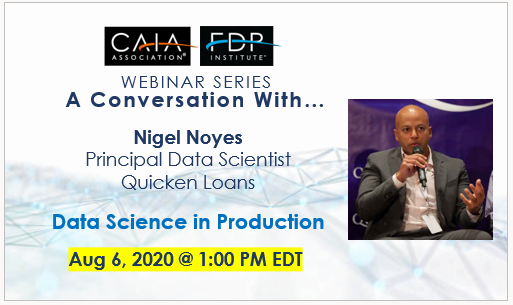 CAIA FDP
ASSOCIATION® INSTITUTE®
WEBINAR SERIES
A Conversation With...
Nigel Noyes
Principal Data Scientist
Quicken Loans
Data Science in Production
Aug 6, 2020 @ 1:00 PM EDT